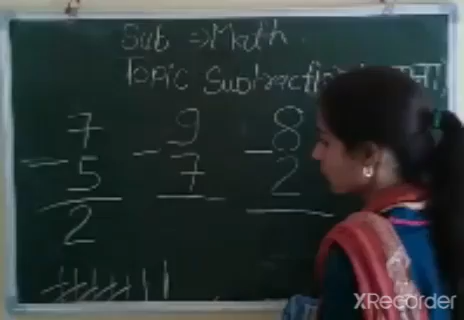 Sub ⇒ Math
Topic Subtraction
7 9 8
- 5 - 7 - 2
2
XRecorder